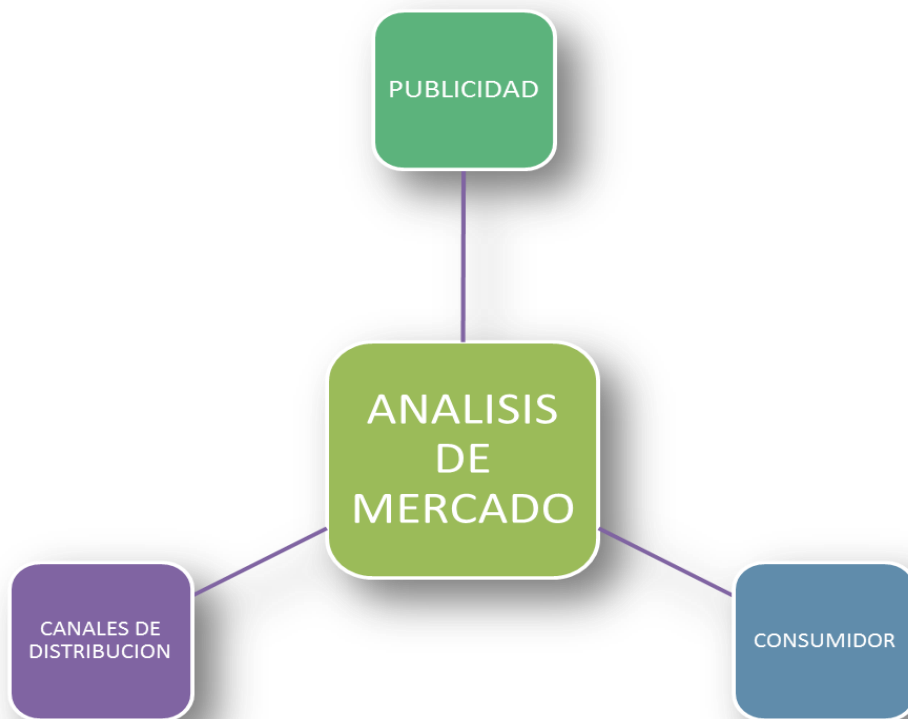 PUBLICIDAD
ANALISIS
DE
MERCADO
CANALES DE
DISTRIBUCION
CONSUMIDOR